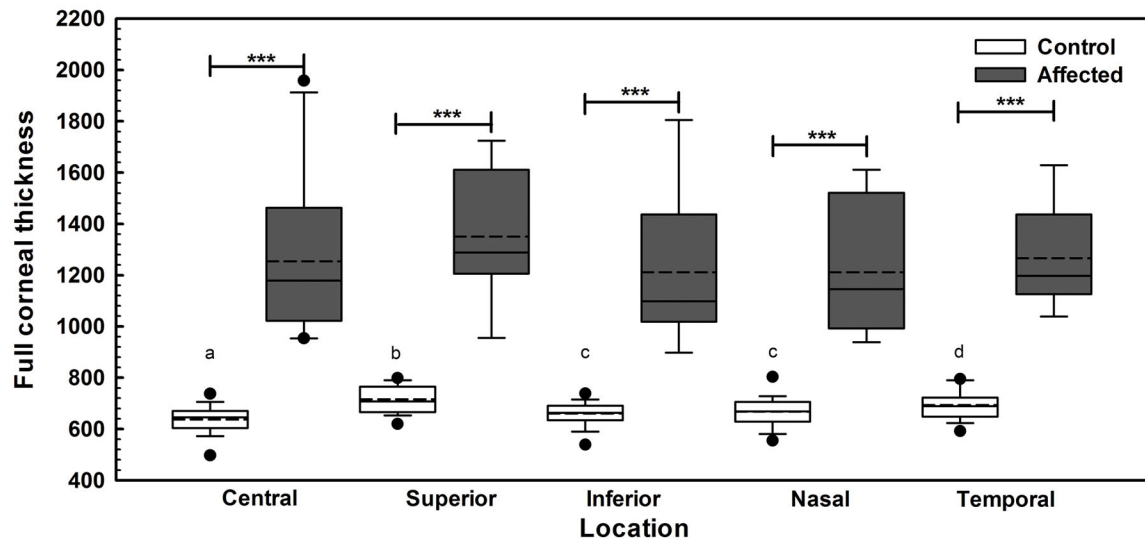 2200
2000
1800
1600
1400
1200
1000
800
600
400
Full corneal thickness
Control
Affected
***
***
***
***
***
a
b
c
c
d
Central
Superior
Inferior
Nasal
Temporal
Location